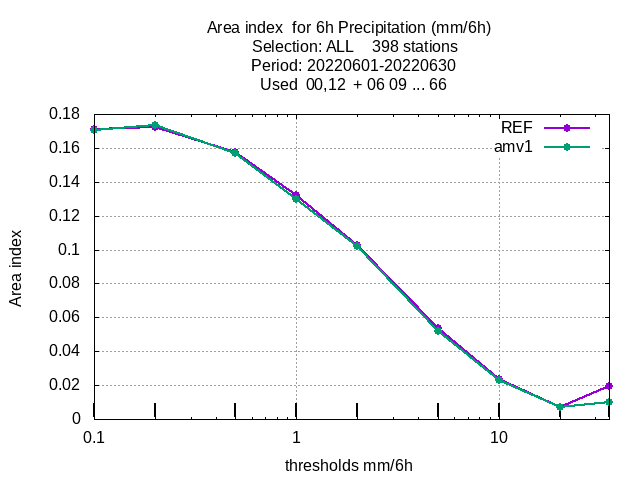 Area index  for 6h Precipitation (mm/6h)
Selection: ALL    398 stations
Period: 20220601-20220630
Used  00,12  + 06 09 ... 66
REF
amv1
0.18
0.16
0.14
0.12
0.1
0.08
0.06
0.04
0.02
0
Area index
0.1
1
10
thresholds mm/6h